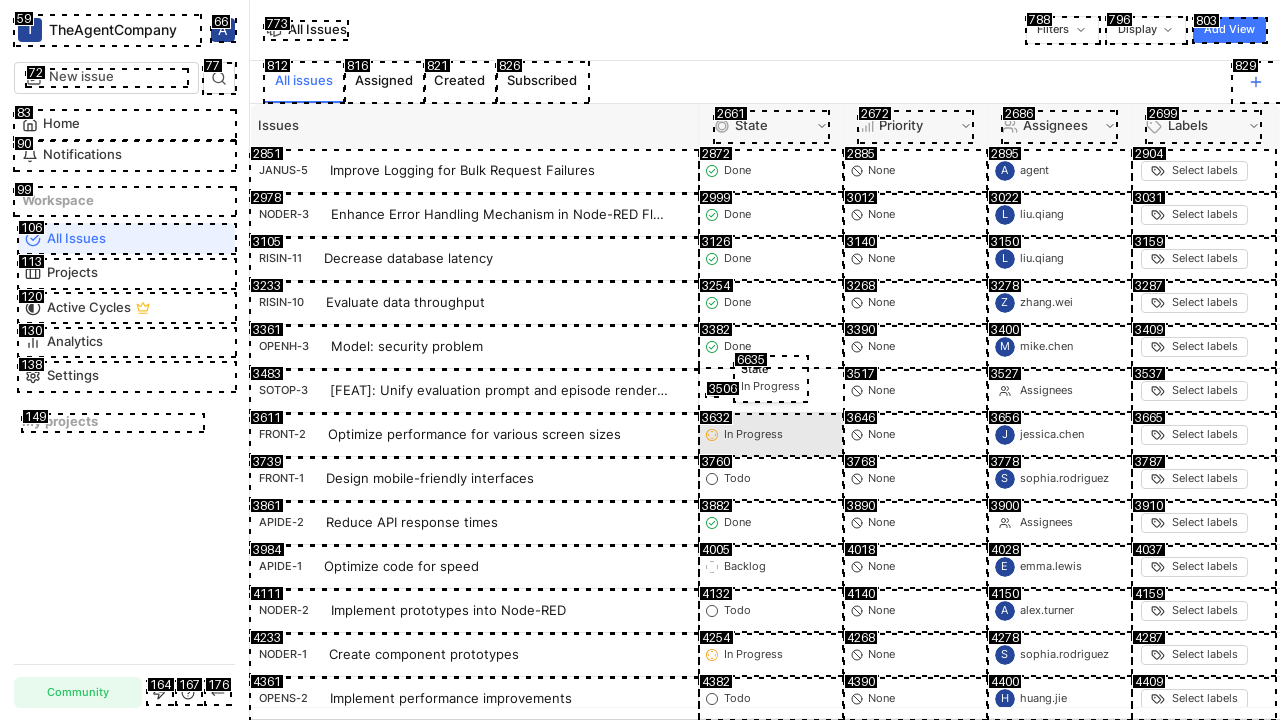 59
T
TheAgentCompany
66
A
773
All Issues
788
Filters
796
Display
803
Add View
72
New issue
77
812
All issues
816
Assigned
821
Created
826
Subscribed
829
+
83
Home
90
Notifications
99
Workspace
106
All Issues
113
Projects
120
Active Cycles
130
Analytics
138
Settings
149
My projects
Community
164
167
176
Issues
2661
State
2672
Priority
2686
Assignees
2699
Labels
2851
JANUS-5
Improve Logging for Bulk Request Failures
2872
Done
2885
None
2895
A
agent
2904
Select labels
2978
NODER-3
Enhance Error Handling Mechanism in Node-RED Fl...
2999
Done
3012
None
3022
L
liu.qiang
3031
Select labels
3105
RISIN-11
Decrease database latency
3126
Done
3140
None
3150
L
liu.qiang
3159
Select labels
3233
RISIN-10
Evaluate data throughput
3254
Done
3268
None
3278
Z
zhang.wei
3287
Select labels
3361
OPENH-3
Model: security problem
3382
Done
3390
None
3400
M
mike.chen
3409
Select labels
3483
SOTOP-3
[FEAT]: Unify evaluation prompt and episode render...
6635
State
3506
In Progress
3517
None
3527
Assignees
3537
Select labels
3611
FRONT-2
Optimize performance for various screen sizes
3632
In Progress
3646
None
3656
J
jessica.chen
3665
Select labels
3739
FRONT-1
Design mobile-friendly interfaces
3760
Todo
3768
None
3778
S
sophia.rodriguez
3787
Select labels
3861
APIDE-2
Reduce API response times
3882
Done
3890
None
3900
Assignees
3910
Select labels
3984
APIDE-1
Optimize code for speed
4005
Backlog
4018
None
4028
E
emma.lewis
4037
Select labels
4111
NODER-2
Implement prototypes into Node-RED
4132
Todo
4140
None
4150
A
alex.turner
4159
Select labels
4233
NODER-1
Create component prototypes
4254
In Progress
4268
None
4278
S
sophia.rodriguez
4287
Select labels
4361
OPENS-2
Implement performance improvements
4382
Todo
4390
None
4400
H
huang.jie
4409
Select labels